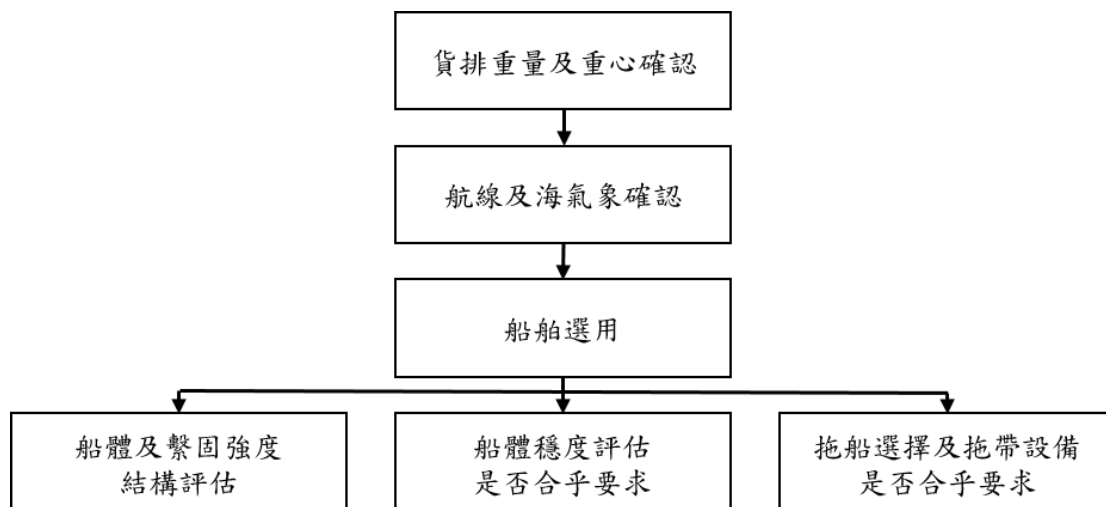 貨排重量及重心確認
航線及海氣象確認
船舶選用
船體及繫固強度
結構評估
船體穩度評估
是否合乎要求
拖船選擇及拖帶設備
是否合乎要求